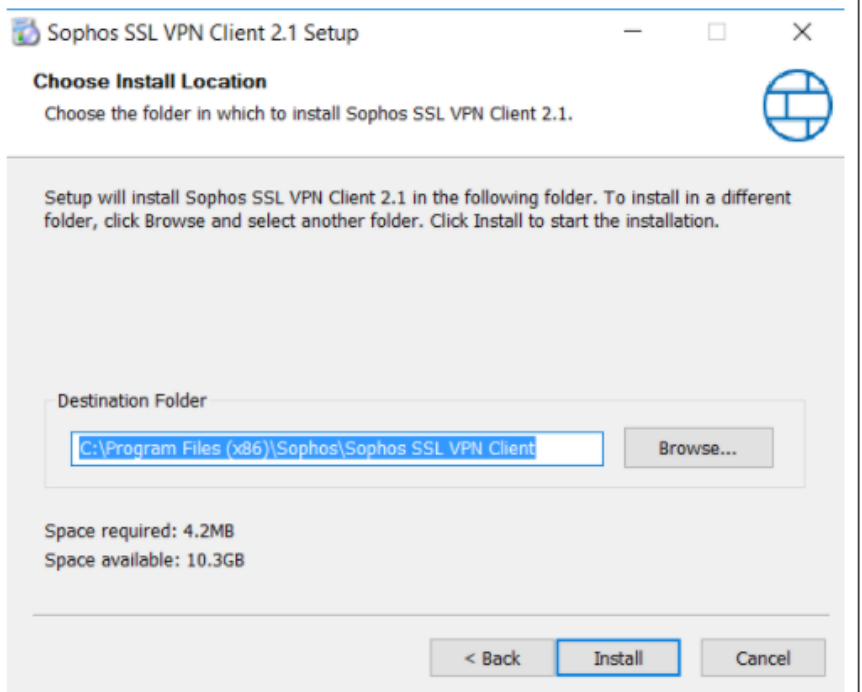 Sophos SSL VPN Client 2.1 Setup
Choose Install Location
Choose the folder in which to install Sophos SSL VPN Client 2.1.
Setup will install Sophos SSL VPN Client 2.1 in the following folder. To install in a different
folder, click Browse and select another folder. Click Install to start the installation.
Destination Folder
C:\Program Files (x86)\Sophos\Sophos SSL VPN Client
Browse...
Space required: 4.2MB
Space available: 10.3GB
< Back
Install
Cancel